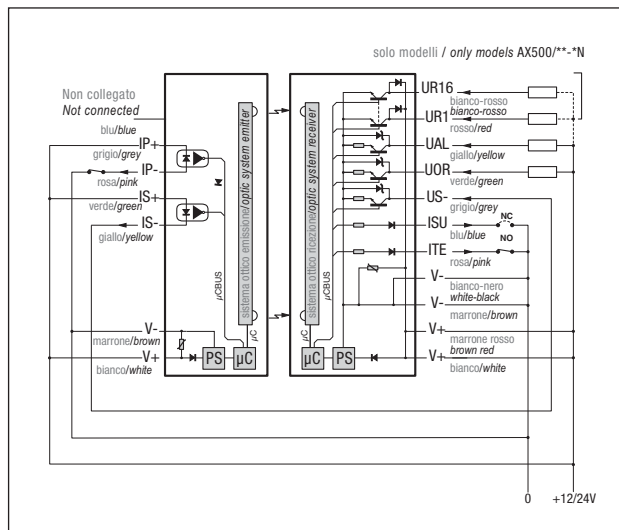 solo modelli / only models AX500/**-*N
Non collegato
Not connected
blu/blue
IP+
grigio/grey
IP-
rosa/pink
IS+
verde/green
IS-
giallo/yellow
V-
marrone/brown
V+
bianco/white
µCBUS
sistema ottico emissione/optic system emitter
µC
PS
µC
sistema ottico ricezione/optic system receiver
µCBUS
µC
µC
PS
UR16
bianco-rosso
bianco-rosso
UR1
rosso/red
UAL
giallo/yellow
UOR
verde/green
US-
grigio/grey
ISU
blu/blue
NC
ITE
rosa/pink
NO
V-
bianco-nero
white-black
V-
marrone/brown
V+
marrone rosso
brown red
V+
bianco/white
0
+12/24V